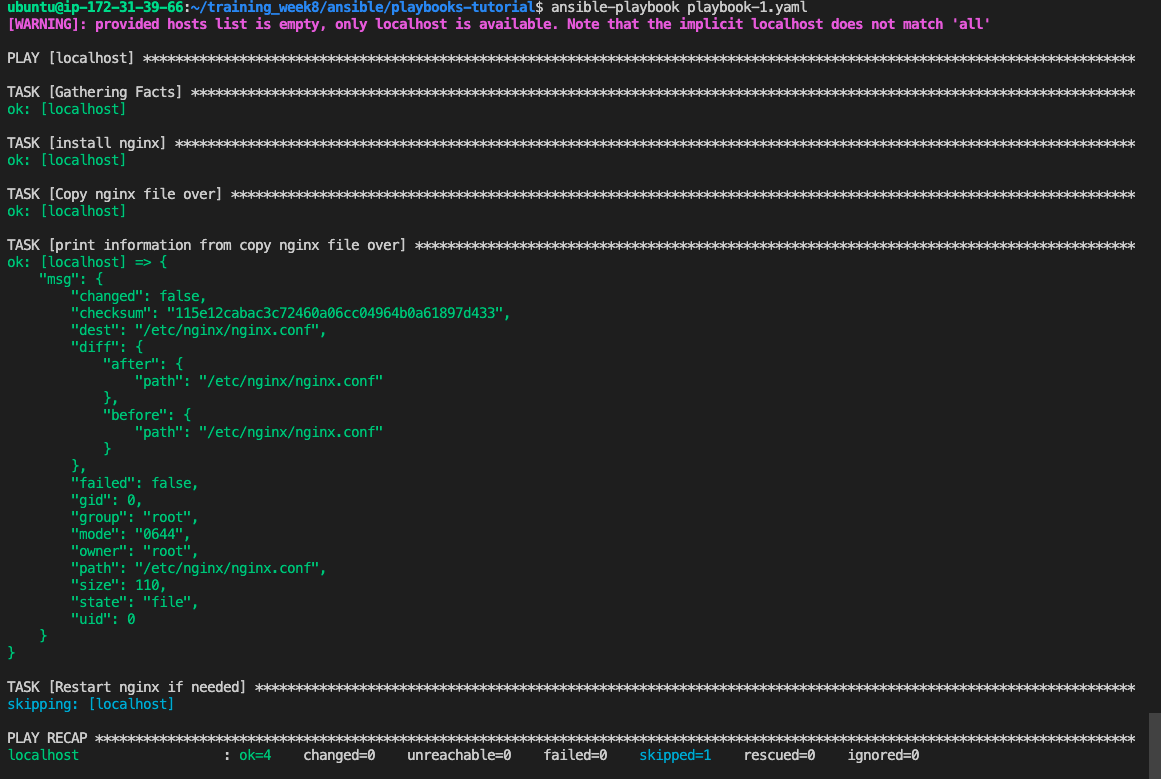 ubuntu@ip-172-31-39-66:~/training_week8/ansible/playbooks-tutorial$ ansible-playbook playbook-1.yaml
[WARNING]: provided hosts list is empty, only localhost is available. Note that the implicit localhost does not match 'all'
PLAY [localhost] ****************************************************************************************************************************
TASK [Gathering Facts] **********************************************************************************************************************
ok: [localhost]
TASK [install nginx] ************************************************************************************************************************
ok: [localhost]
TASK [Copy nginx file over] *****************************************************************************************************************
ok: [localhost]
TASK [print information from copy nginx file over] ******************************************************************************************
ok: [localhost] => {
    "msg": {
        "changed": false,
        "checksum": "115e12cabac3c72460a06cc04964b0a61897d433",
        "dest": "/etc/nginx/nginx.conf",
        "diff": {
            "after": {
                "path": "/etc/nginx/nginx.conf"
            },
            "before": {
                "path": "/etc/nginx/nginx.conf"
            }
        },
        "failed": false,
        "gid": 0,
        "group": "root",
        "mode": "0644",
        "owner": "root",
        "path": "/etc/nginx/nginx.conf",
        "size": 110,
        "state": "file",
        "uid": 0
    }
}
TASK [Restart nginx if needed] **************************************************************************************************************
skipping: [localhost]
PLAY RECAP **********************************************************************************************************************************
localhost                  : ok=4    changed=0    unreachable=0    failed=0    skipped=1    rescued=0    ignored=0